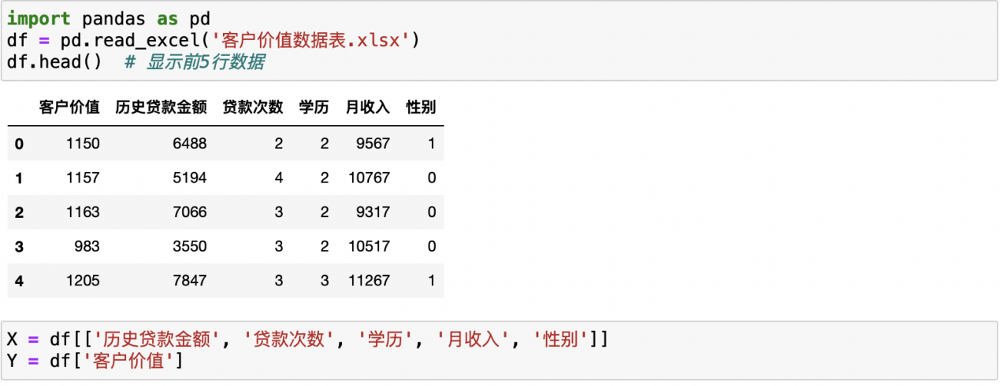 import pandas as pd
df = pd.read_excel('客户价值数据表.xlsx')
df.head()  # 显示前5行数据
客户价值 历史贷款金额 贷款次数 学历 月收入 性别
0 1150 6488 2 2 9567 1
1 1157 5194 4 2 10767 0
2 1163 7066 3 2 9317 0
3 983 3550 3 2 10517 0
4 1205 7847 3 3 11267 1
X = df[['历史贷款金额', '贷款次数', '学历', '月收入', '性别']]
Y = df['客户价值']